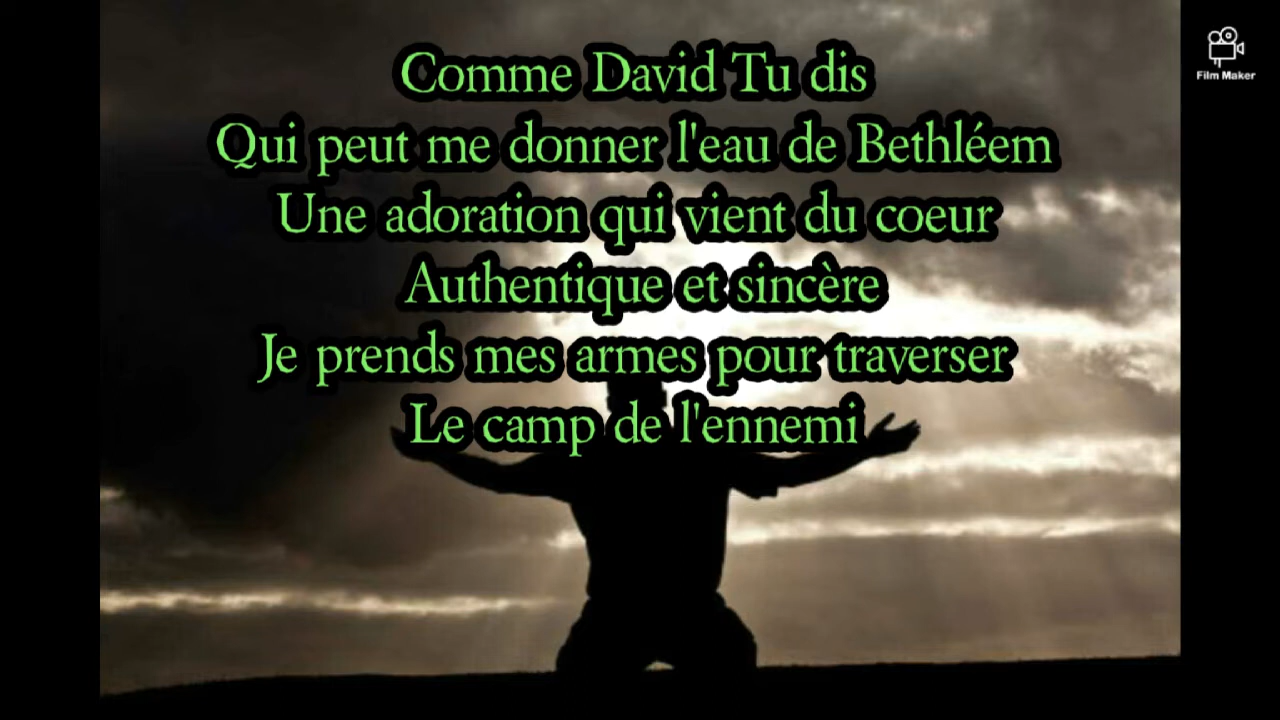 Comme David Tu dis
Qui peut me donner l'eau de Bethléem
Une adoration qui vient du coeur
Authentique et sincère
Je prends mes armes pour traverser
Le camp de l'ennemi
Film Maker